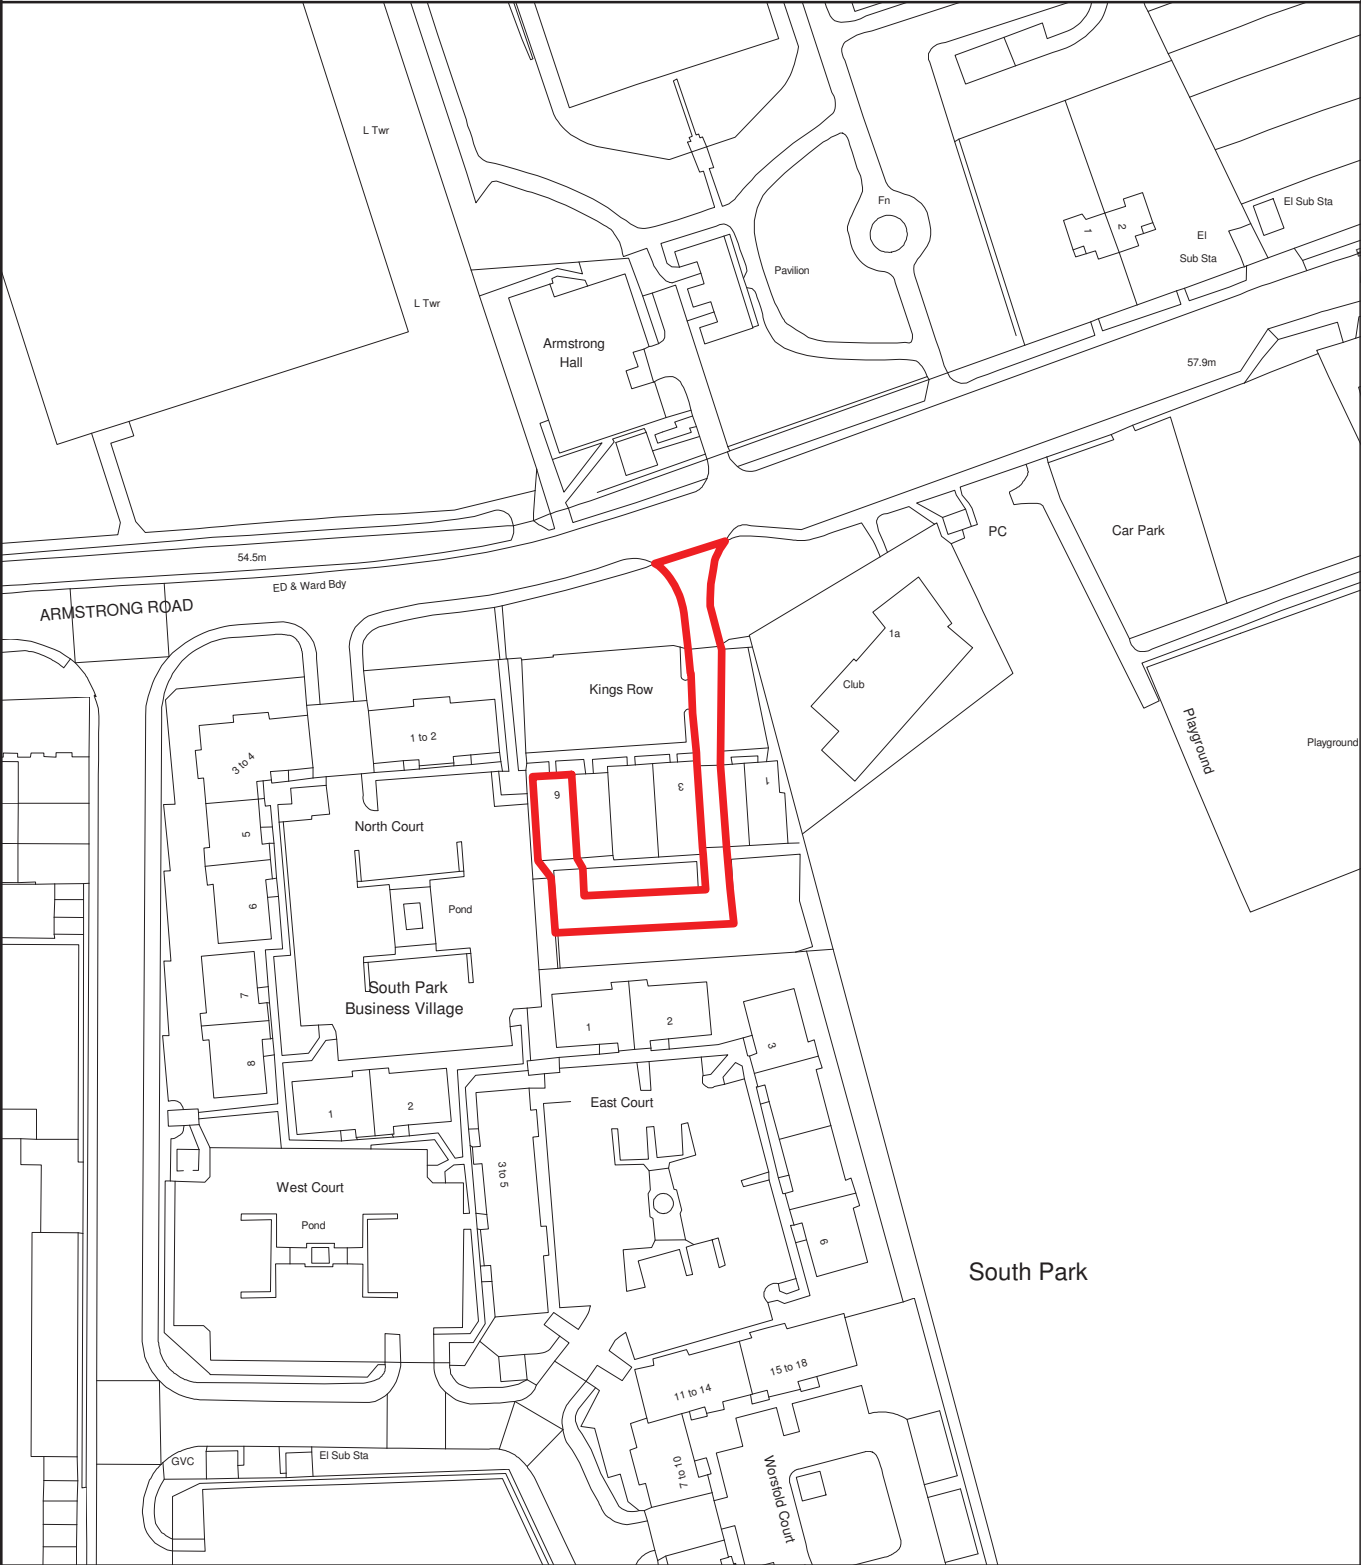 L Twr
Fn
El Sub Sta
1
2
El
Sub Sta
Pavilion
L Twr
Armstrong
Hall
57.9m
PC
Car Park
54.5m
ED & Ward Bdy
ARMSTRONG ROAD
1a
Club
Kings Row
Playground
Playground
1 to 2
3 to 4
6
3
1
North Court
5
6
Pond
7
South Park
Business Village
1
2
3
8
1
2
East Court
3 to 5
West Court
Pond
6
South Park
15 to 18
11 to 14
7 to 10
Worsfold Court
GVC
El Sub Sta